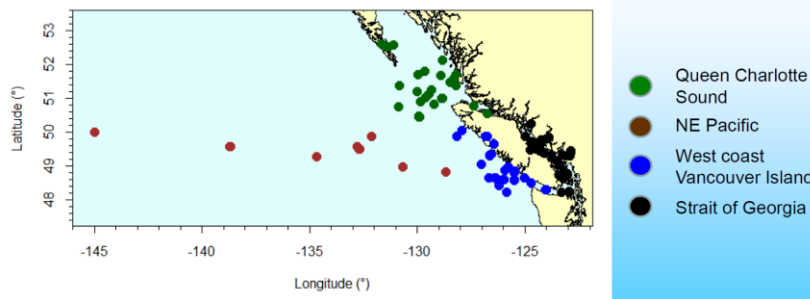 53
52
51
50
49
48
Latitude (°)
-145
-140
-135
-130
-125
Longitude (°)
Queen Charlotte
Sound
NE Pacific
West coast
Vancouver Island
Strait of Georgia